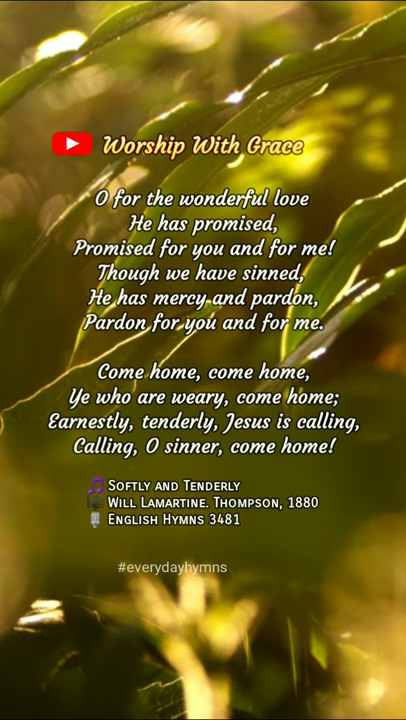 Worship With Grace
O for the wonderful love
He has promised,
Promised for you and for me!
Though we have sinned,
He has mercy and pardon,
Pardon for you and for me.
Come home, come home,
Ye who are weary, come home;
Earnestly, tenderly, Jesus is calling,
Calling, O sinner, come home!
Softly and Tenderly
Will Lamartine. Thompson, 1880
English Hymns 3481
#everydayhymns